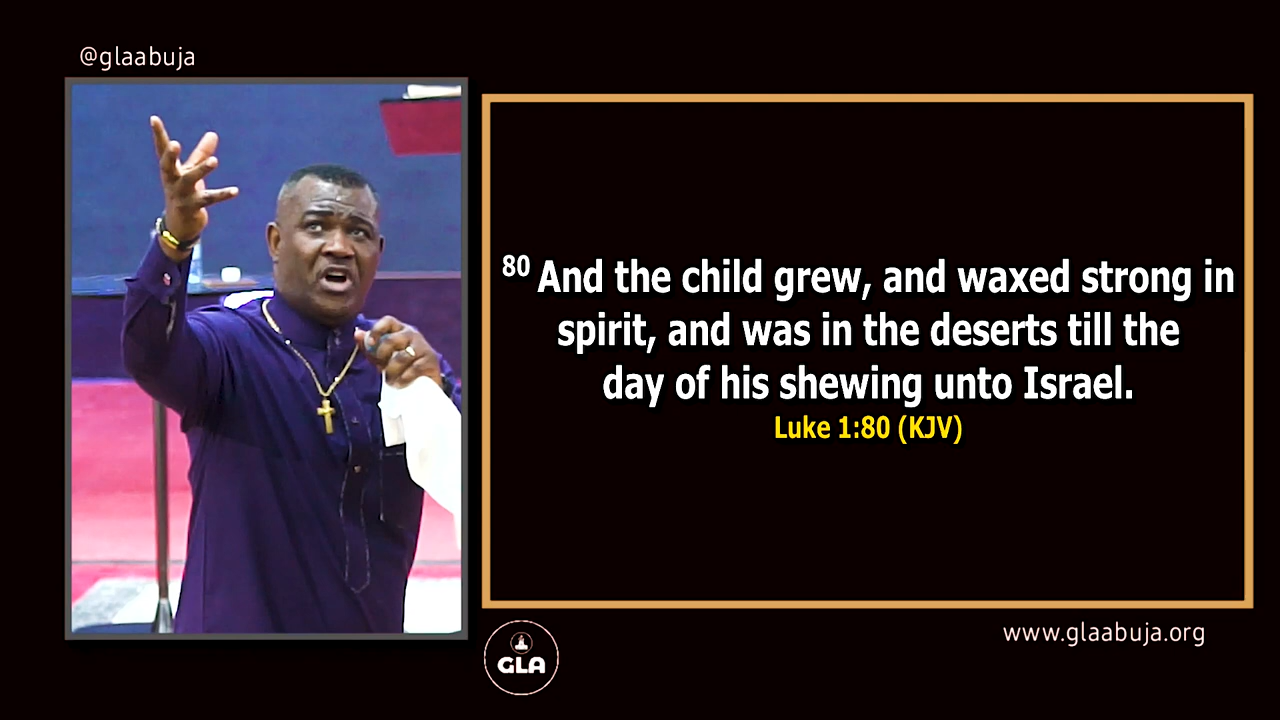 @glaabuja
80 And the child grew, and waxed strong in
spirit, and was in the deserts till the
day of his shewing unto Israel.
Luke 1:80 (KJV)
www.glaabuja.org
GLA